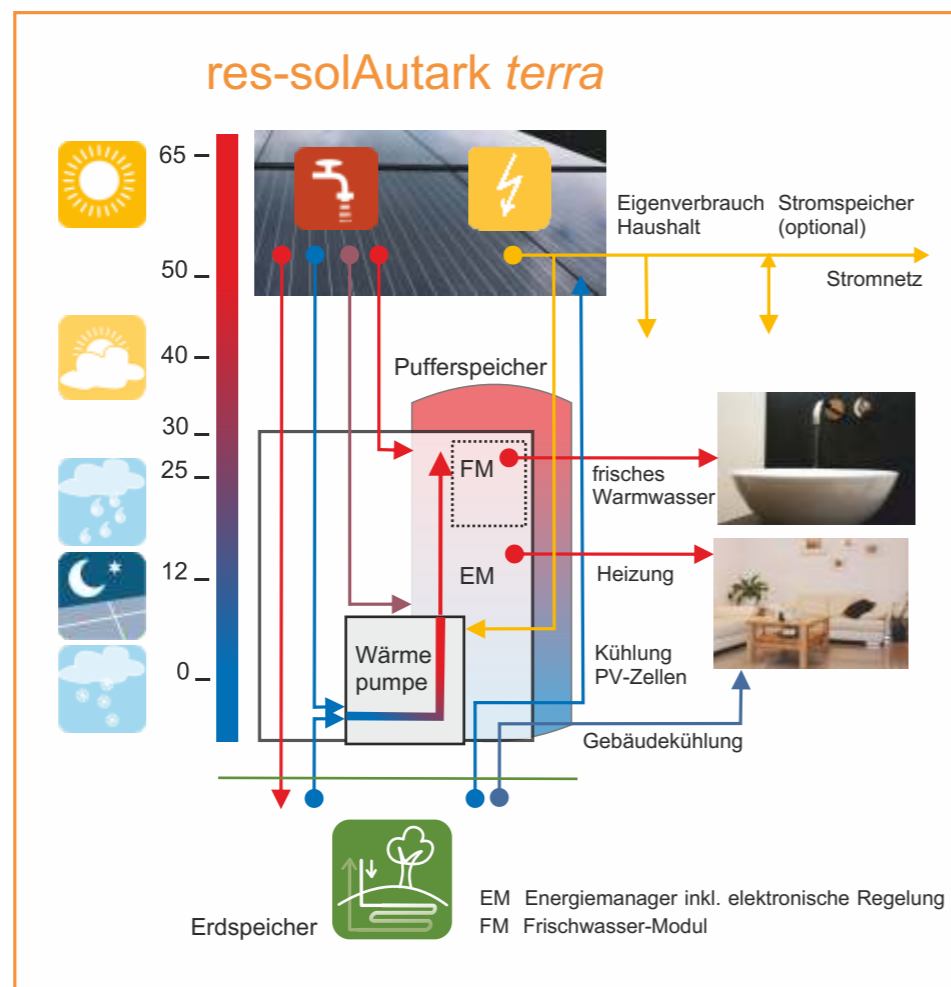 res-solAutark terra
65
50
40
30
25
12
0
Eigenverbrauch
Haushalt
Stromspeicher
(optional)
Stromnetz
Pufferspeicher
FM
frisches
Warmwasser
EM
Heizung
Wärme
pumpe
Kühlung
PV-Zellen
Gebäudekühlung
Erdspeicher
EM Energiemanager inkl. elektronische Regelung
FM Frischwasser-Modul